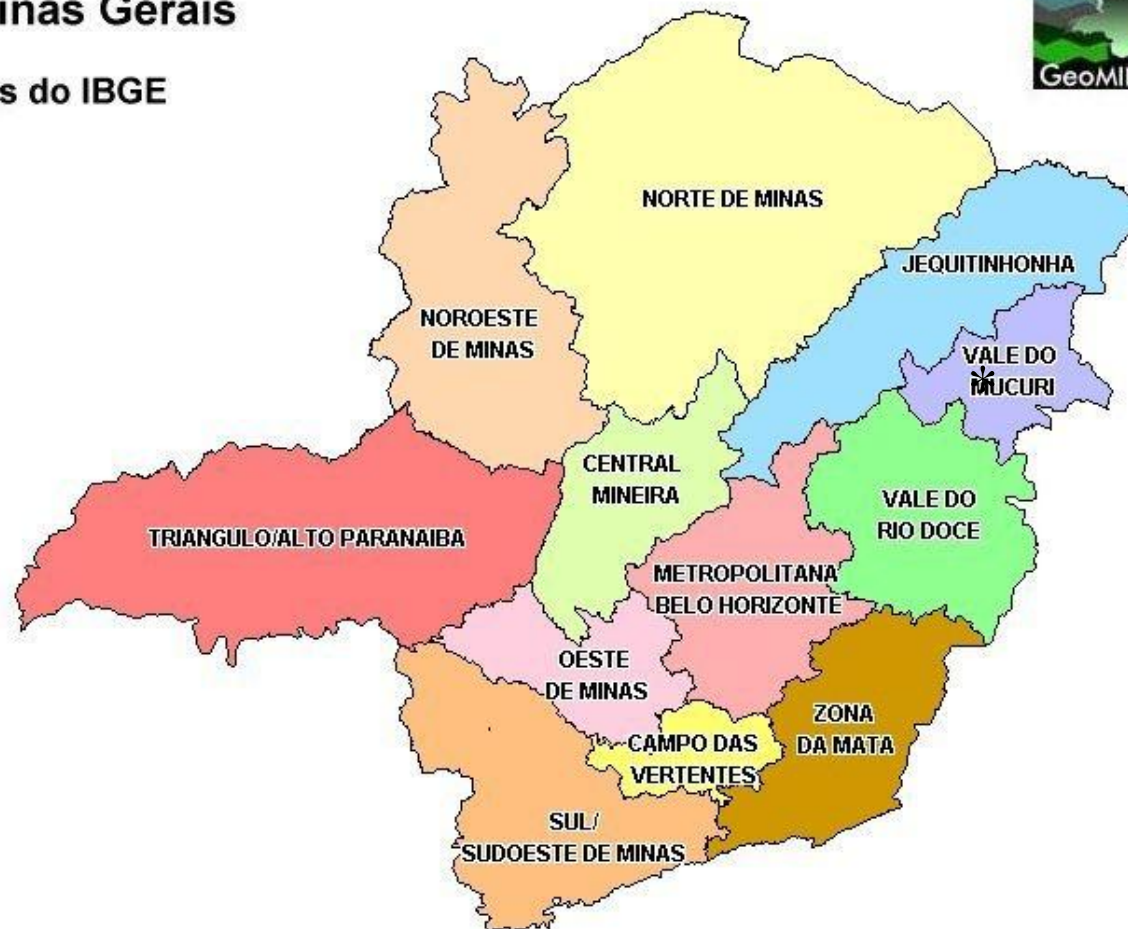 inas Gerais
s do IBGE
GeoMI
NORTE DE MINAS
JEQUITINHONHA
NOROESTE
DE MINAS
VALE DO
*
MUCURI
CENTRAL
MINEIRA
VALE DO
RIO DOCE
TRIANGULO/ALTO PARANAIBA
METROPOLITANA
BELO HORIZONTE
OESTE
DE MINAS
ZONA
DA MATA
CAMPO DAS
VERTENTES
SUL/
SUDOESTE DE MINAS